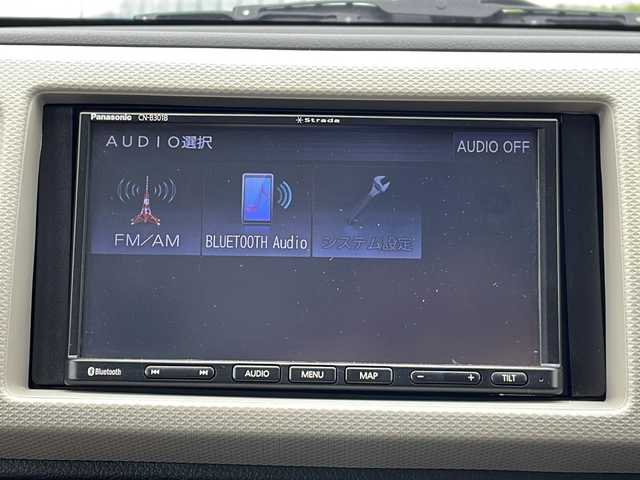 Panasonic CN-B301B
Strada
AUDIO選択
AUDIO OFF
FM/AM
BLUETOOTH Audio
システム設定
Bluetooth
AUDIO
MENU
MAP
− +
TILT